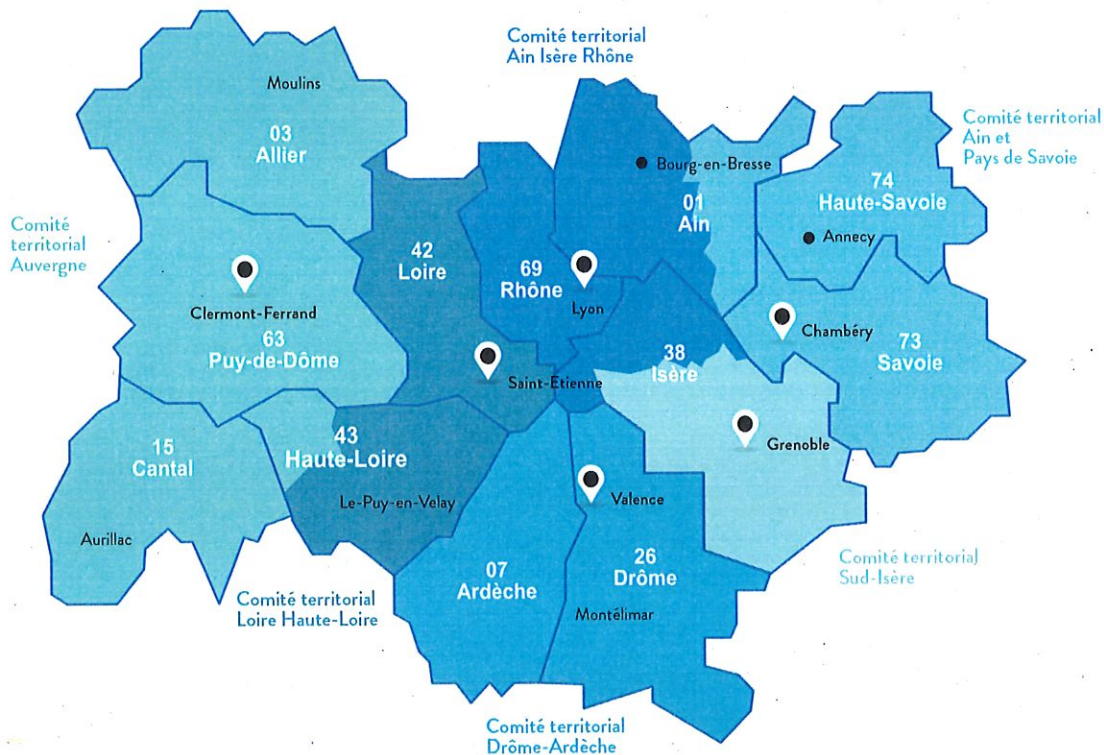 Comité territorial
Ain Isère Rhône
Moulins
03
Allier
Comité territorial
Ain et
Pays de Savoie
Bourg-en-Bresse
01
Ain
74
Haute-Savoie
Annecy
Comité
territorial
Auvergne
42
Loire
69
Rhône
Lyon
Clermont-Ferrand
63
Puy-de-Dôme
Chambéry
73
Savoie
38
Isère
Saint-Etienne
15
Cantal
43
Haute-Loire
Grenoble
Le-Puy-en-Velay
Valence
Aurillac
07
Ardèche
26
Drôme
Comité territorial
Sud-Isère
Comité territorial
Loire Haute-Loire
Montélimar
Comité territorial
Drôme-Ardèche